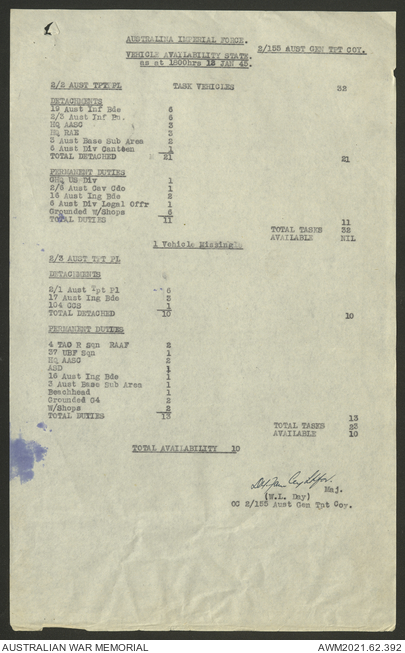 AUSTRALIMA IMPERIAL FORCE.
2/155 AUST GEN TPT COY.
VEHICLE AVAILABILITY STATE.
as at 1800hrs 13 JAN 45.
2/2 AUST TPT PL TASK VEHICLES 32
DETACHMENTS
19 Aust Inf Bde 6
2/3 Aust Inf Bn. 6
HQ AASC 3
HQ RAE 3
3 Aust Base Sub Area 2
6 Aust Div Canteen 1
TOTAL DETACHED 21 21
PERMANENT DUTIES
GHQ US Div 1
2/6 Aust Cav Cdo 1
16 Aust Ing Bde 2
6 Aust Div Legal Offr 1
Grounded W/Shops 6
TOTAL DUTIES 11 11
TOTAL TASKS 32
AVAILABLE NIL
1 Vehicle Missing
2/3 AUST TPT PL
DETACHMENTS
2/1 Aust Tpt Pl 6
17 Aust Ing Bde 3
104 CCS 1
TOTAL DETACHED 10 10
PERMANENT DUTIES
4 TAC R Sqn RAAF 2
37 UBF Sqn 1
HQ AASC 2
ASD 1
16 Aust Ing Bde 1
3 Aust Base Sub Area 1
Beachhead 1
Grounded G4 2
W/Shops 2
TOTAL DUTIES 13 13
TOTAL TASKS 23
AVAILABLE 10
TOTAL AVAILABILITY 10
Maj.
(W.L. Day)
OC 2/155 Aust Gen Tpt Coy.
AUSTRALIAN WAR MEMORIAL AWM2021.62.392